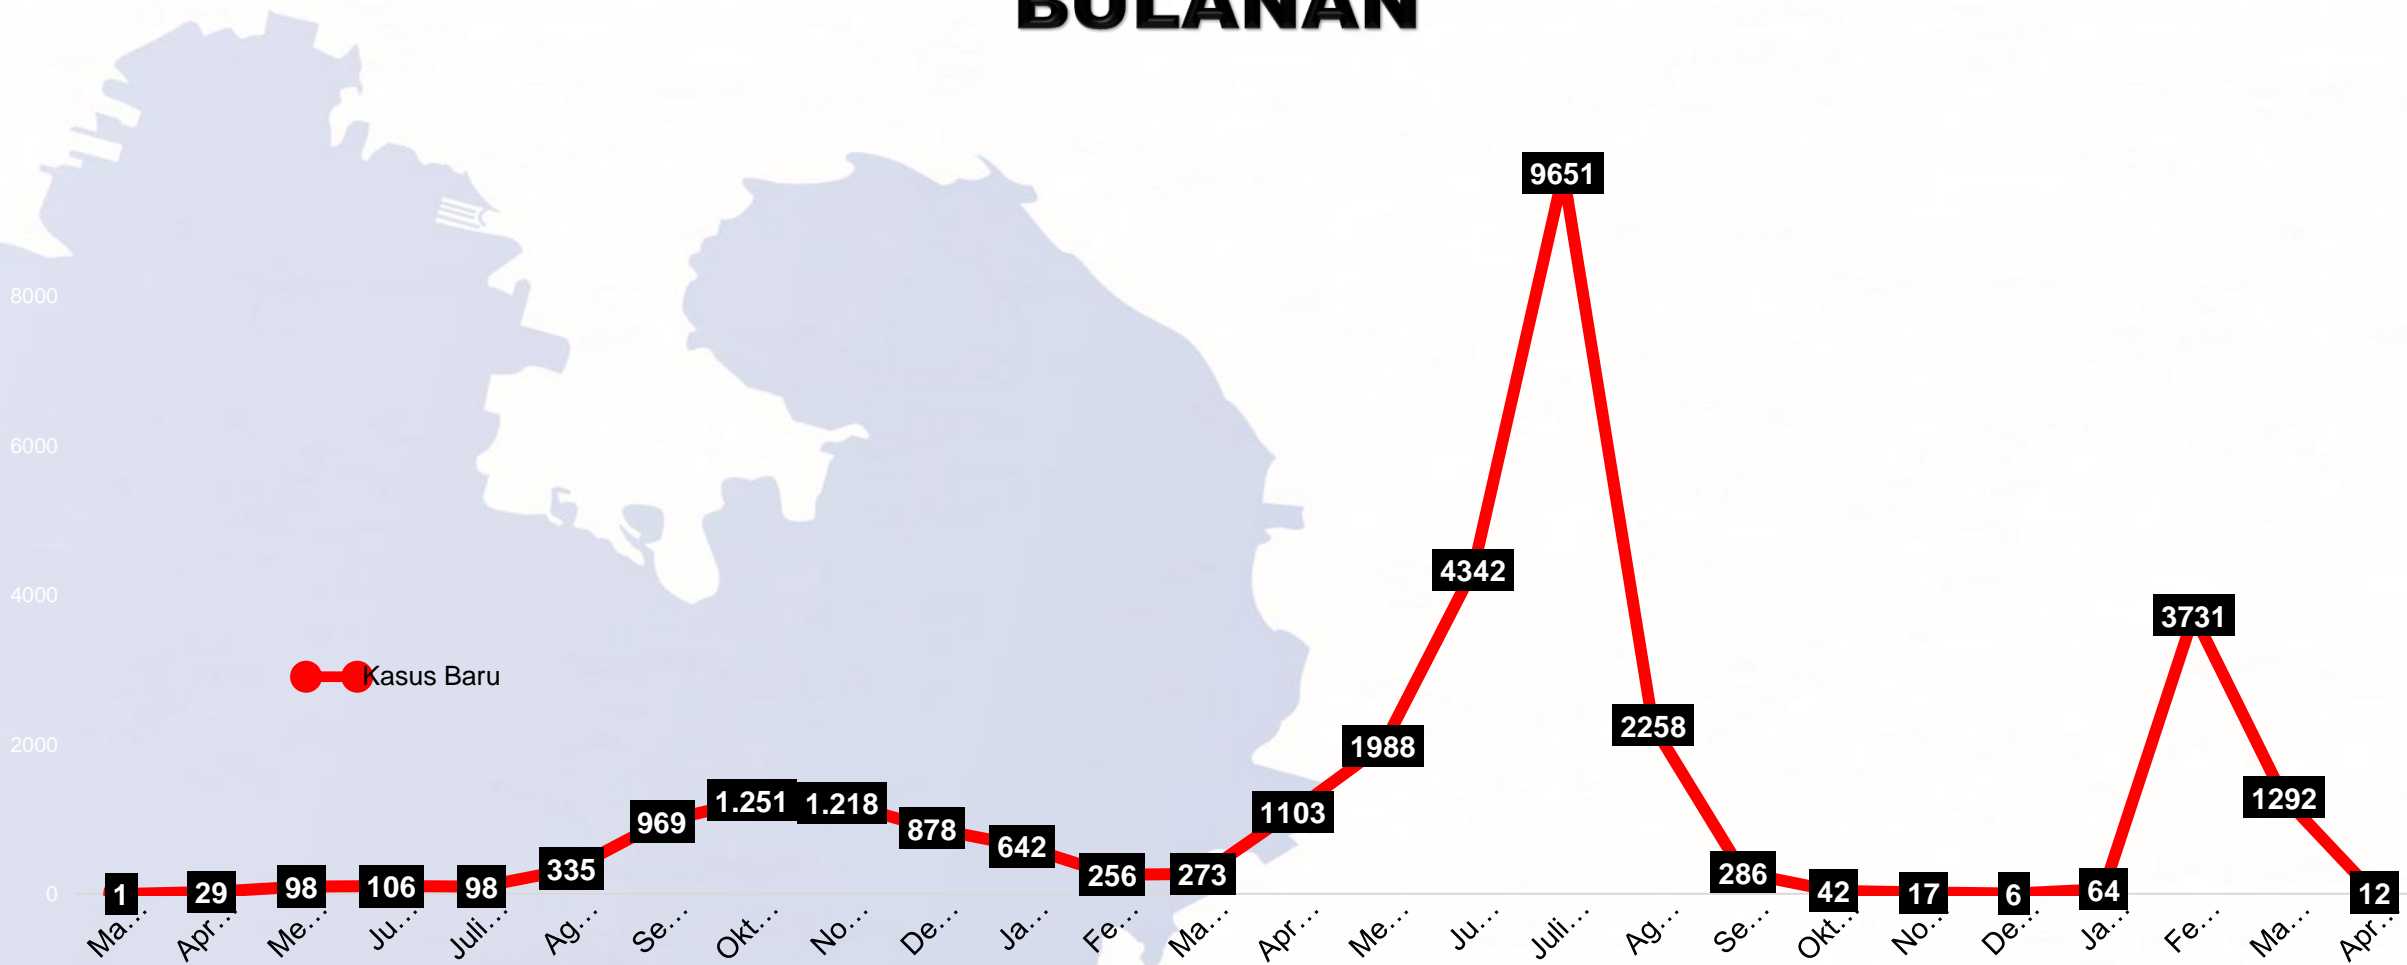 BULANAN
8000
6000
4000
2000
0
Kasus Baru
1
29
98
106
98
335
969
1.251
1.218
878
642
256
273
1103
1988
4342
9651
2258
286
42
17
6
64
3731
1292
12
Ma...
Apr...
Me...
Ju...
Juli...
Ag...
Se...
Okt...
No...
De...
Ja...
Fe...
Ma...
Apr...
Me...
Ju...
Juli...
Ag...
Se...
Okt...
No...
De...
Ja...
Fe...
Ma...
Apr...